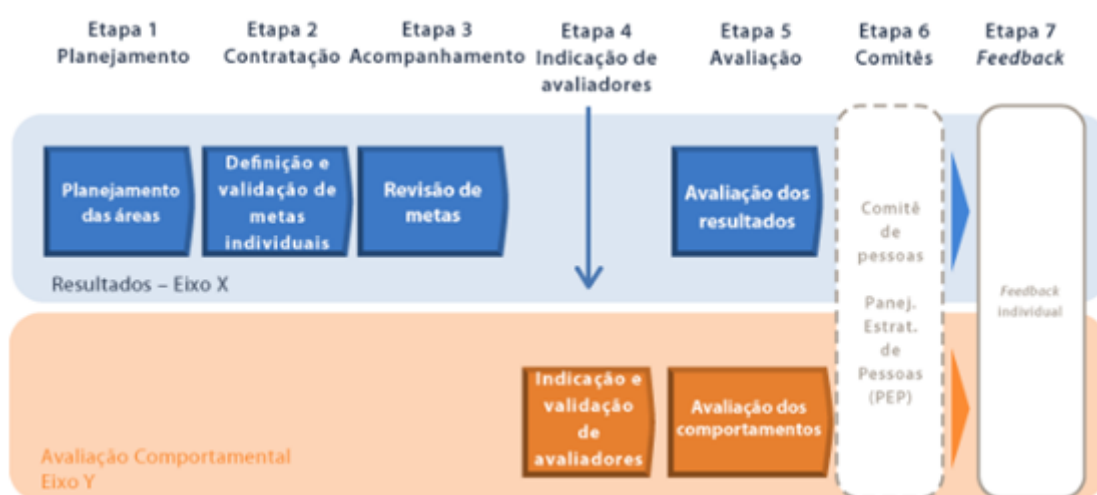 Etapa 1
Planejamento
Etapa 2
Contratação
Etapa 3
Acompanhamento
Etapa 4
Indicação de
avaliadores
Etapa 5
Avaliação
Etapa 6
Comitês
Etapa 7
Feedback
Planejamento
das áreas
Definição e
validação de
metas
individuais
Revisão de
metas
Avaliação dos
resultados
Resultados – Eixo X
Indicação e
validação
de
avaliadores
Avaliação dos
comportamentos
Avaliação Comportamental
Eixo Y
Comitê
de
pessoas
Panej.
Estrat.
de
Pessoas
(PEP)
Feedback
individual